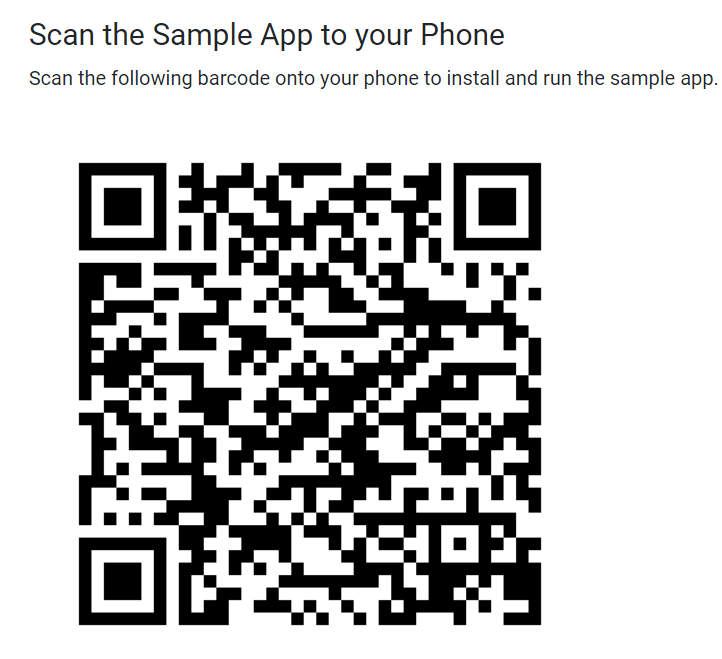 Scan the Sample App to your Phone
Scan the following barcode onto your phone to install and run the sample app.